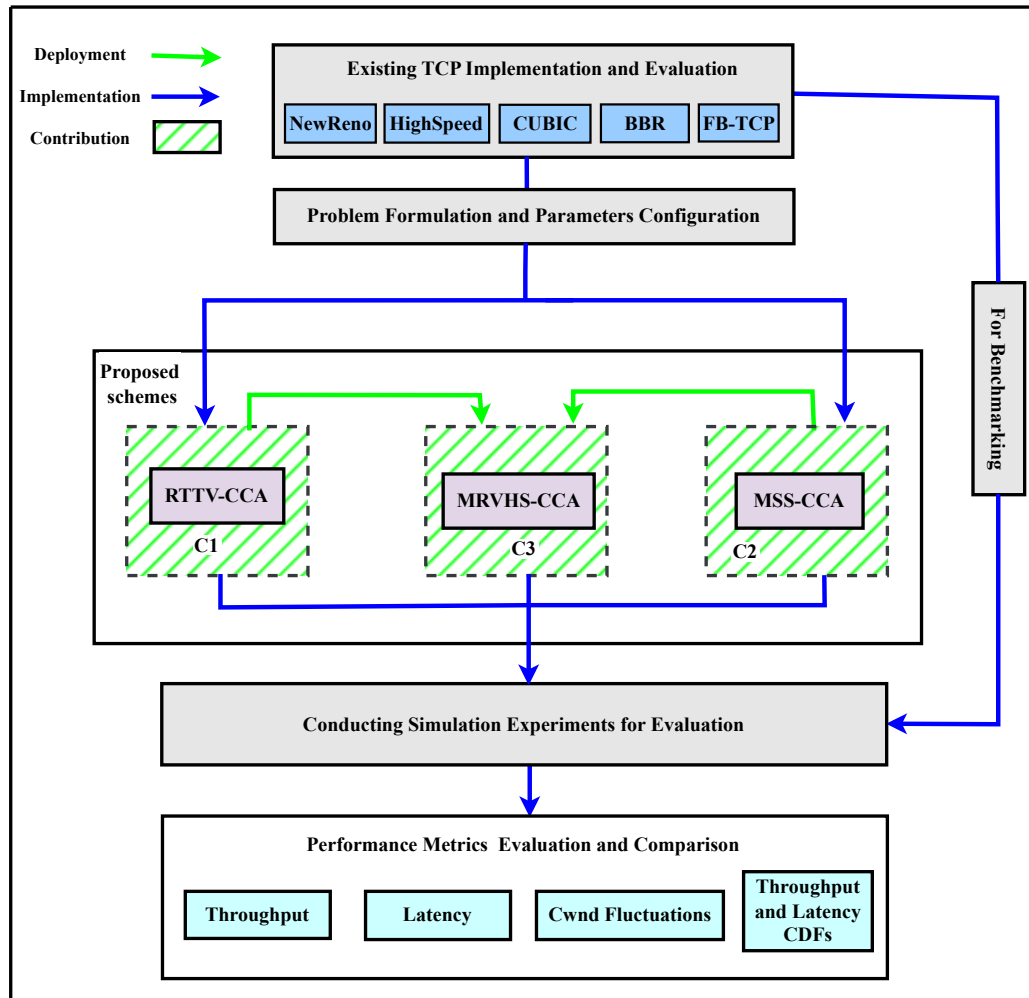 Deployment
Implementation
Contribution
Existing TCP Implementation and Evaluation
NewReno
HighSpeed
CUBIC
BBR
FB-TCP
Problem Formulation and Parameters Configuration
For Benchmarking
Proposed
schemes
RTTV-CCA
C1
MRVHS-CCA
C3
MSS-CCA
C2
Conducting Simulation Experiments for Evaluation
Performance Metrics Evaluation and Comparison
Throughput
Latency
Cwnd Fluctuations
Throughput
and Latency
CDFs